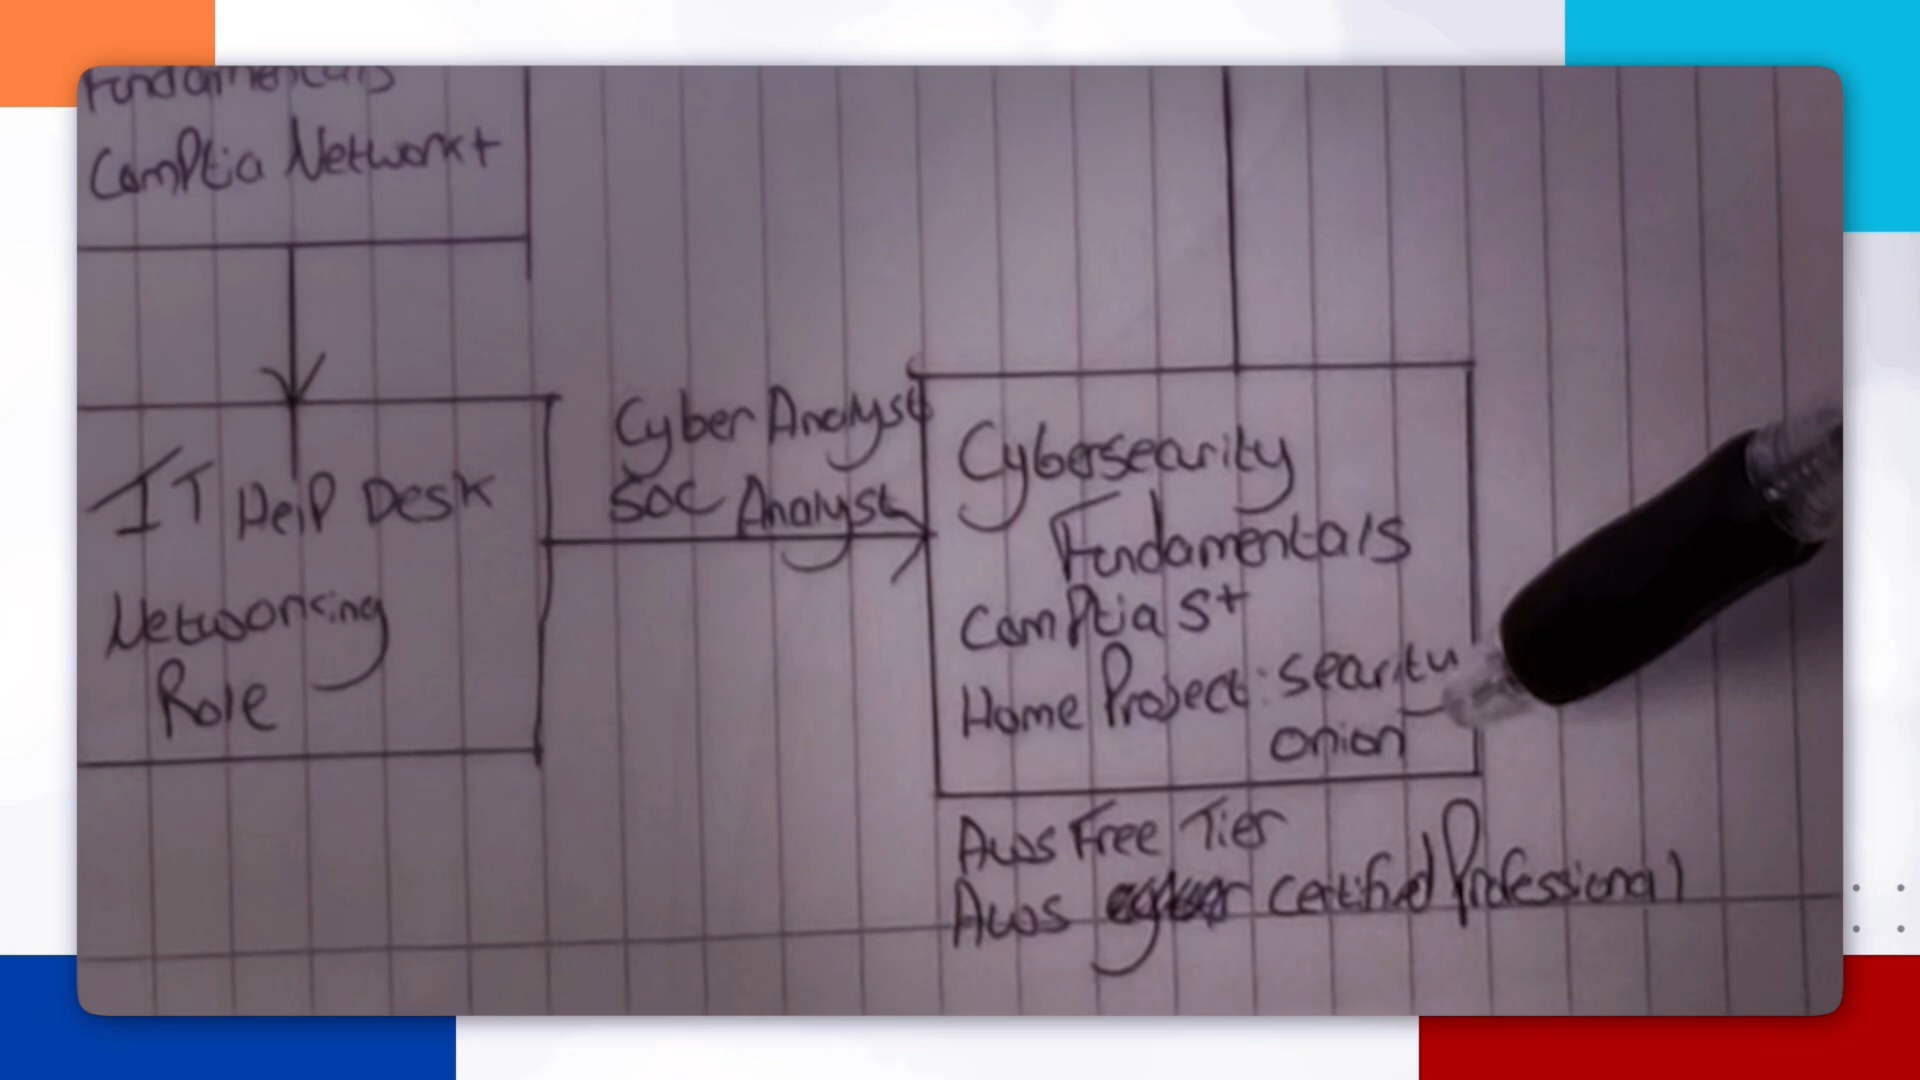 Fundamentals
Comptia Network+
IT Help Desk
Networking
Role
Cyber Analyst
SOC Analyst
Cybersecurity
Fundamentals
Comptia S+
Home Project: security
onion
Aws Free Tier
Aws certified Professional